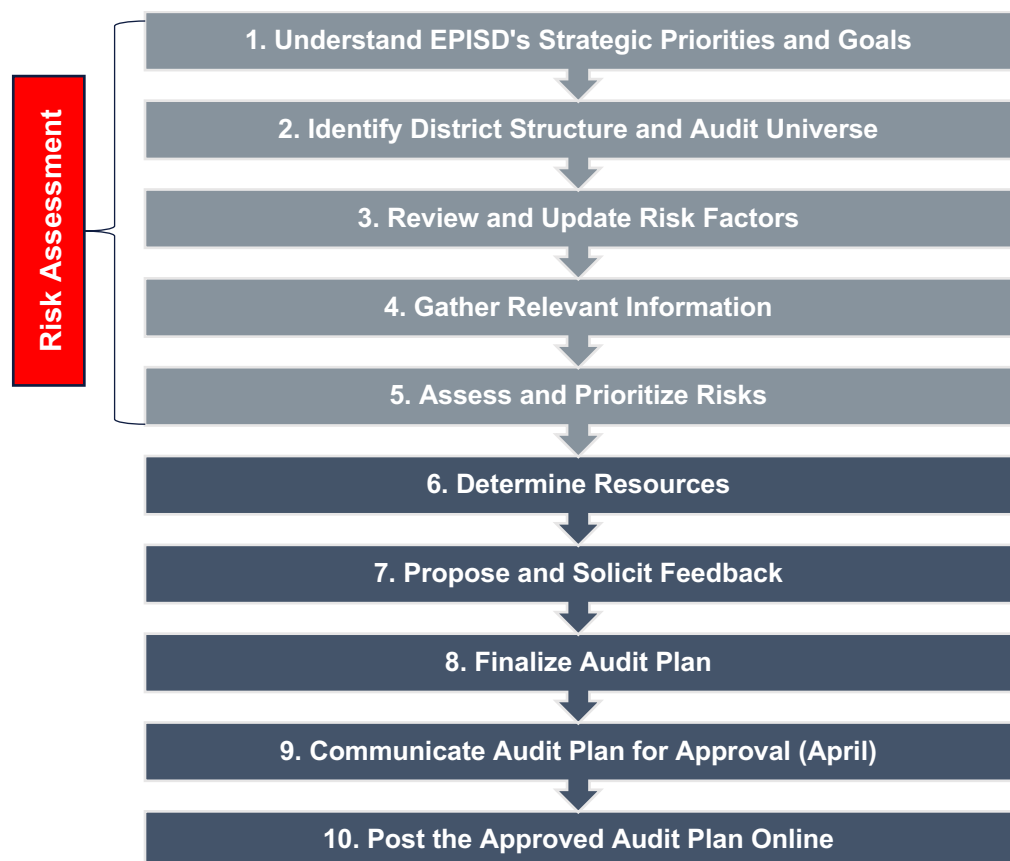 Risk Assessment
1. Understand EPISD's Strategic Priorities and Goals
2. Identify District Structure and Audit Universe
3. Review and Update Risk Factors
4. Gather Relevant Information
5. Assess and Prioritize Risks
6. Determine Resources
7. Propose and Solicit Feedback
8. Finalize Audit Plan
9. Communicate Audit Plan for Approval (April)
10. Post the Approved Audit Plan Online